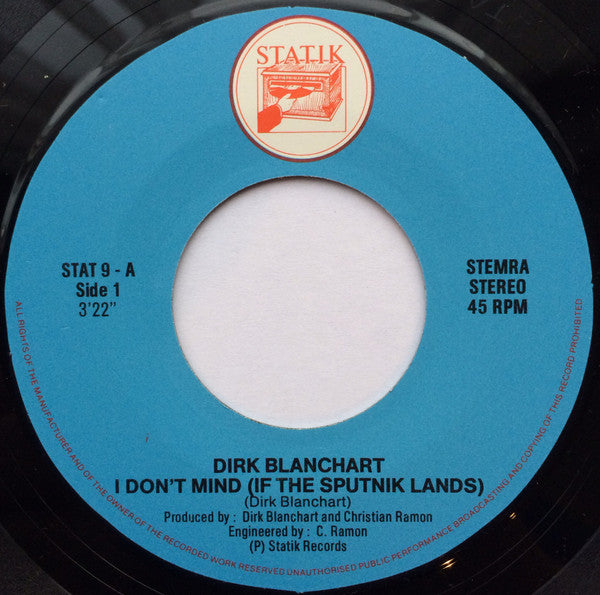 STATIK
STAT 9 - A
Side 1
3'22"
STEMRA
STEREO
45 RPM
DIRK BLANCHART
I DON'T MIND (IF THE SPUTNIK LANDS)
(Dirk Blanchart)
Produced by : Dirk Blanchart and Christian Ramon
Engineered by : C. Ramon
(P) Statik Records
ALL RIGHTS OF THE MANUFACTURER AND OF THE OWNER OF THE RECORDED WORK RESERVED UNAUTHORISED PUBLIC PERFORMANCE BROADCASTING AND COPYING OF THIS RECORD PROHIBITED